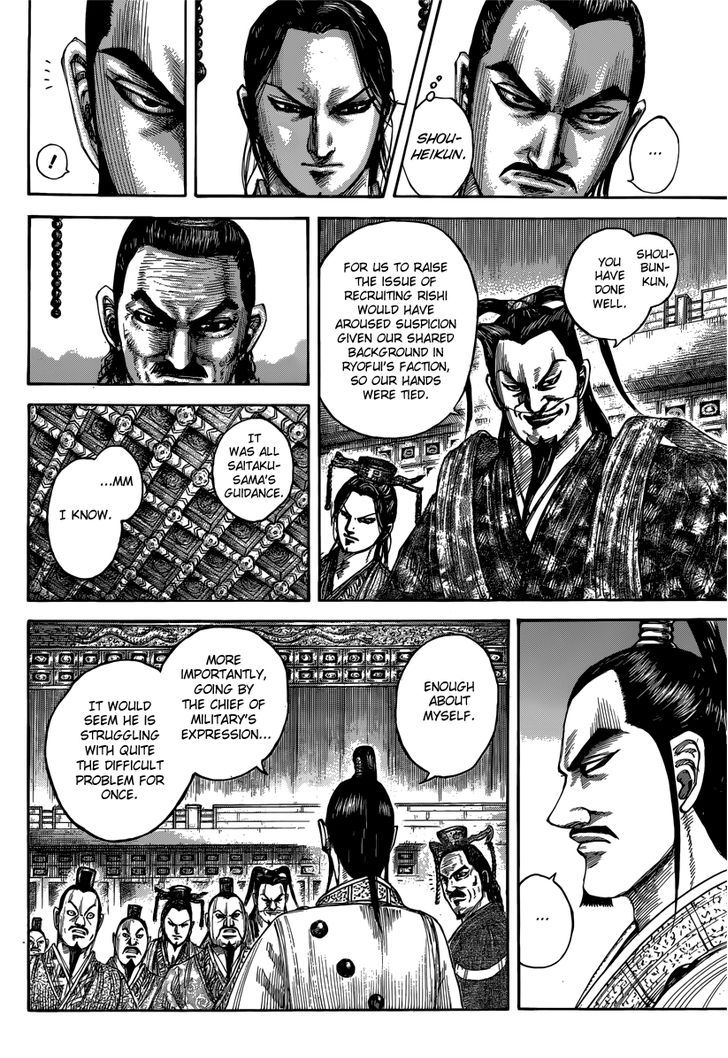 ...
SHOU-
HEIKUN.
!
SHOU-
BUN-
KUN,
YOU
HAVE
DONE
WELL.
FOR US TO RAISE
THE ISSUE OF
RECRUITING RISHI
WOULD HAVE
AROUSED SUSPICION
GIVEN OUR SHARED
BACKGROUND IN
RYOFUI'S FACTION,
SO OUR HANDS
WERE TIED.
IT
WAS ALL
SAITAKU-
SAMA'S
GUIDANCE.
...MM
I KNOW.
...
ENOUGH
ABOUT
MYSELF.
MORE
IMPORTANTLY,
GOING BY
THE CHIEF OF
MILITARY'S
EXPRESSION...
IT WOULD
SEEM HE IS
STRUGGLING
WITH QUITE
THE DIFFICULT
PROBLEM FOR
ONCE.